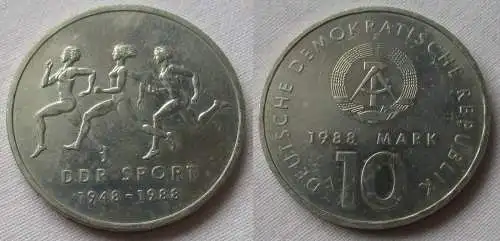 DDR SPORT
1948-1988
DEUTSCHE DEMOKRATISCHE REPUBLIK
1988 MARK
10